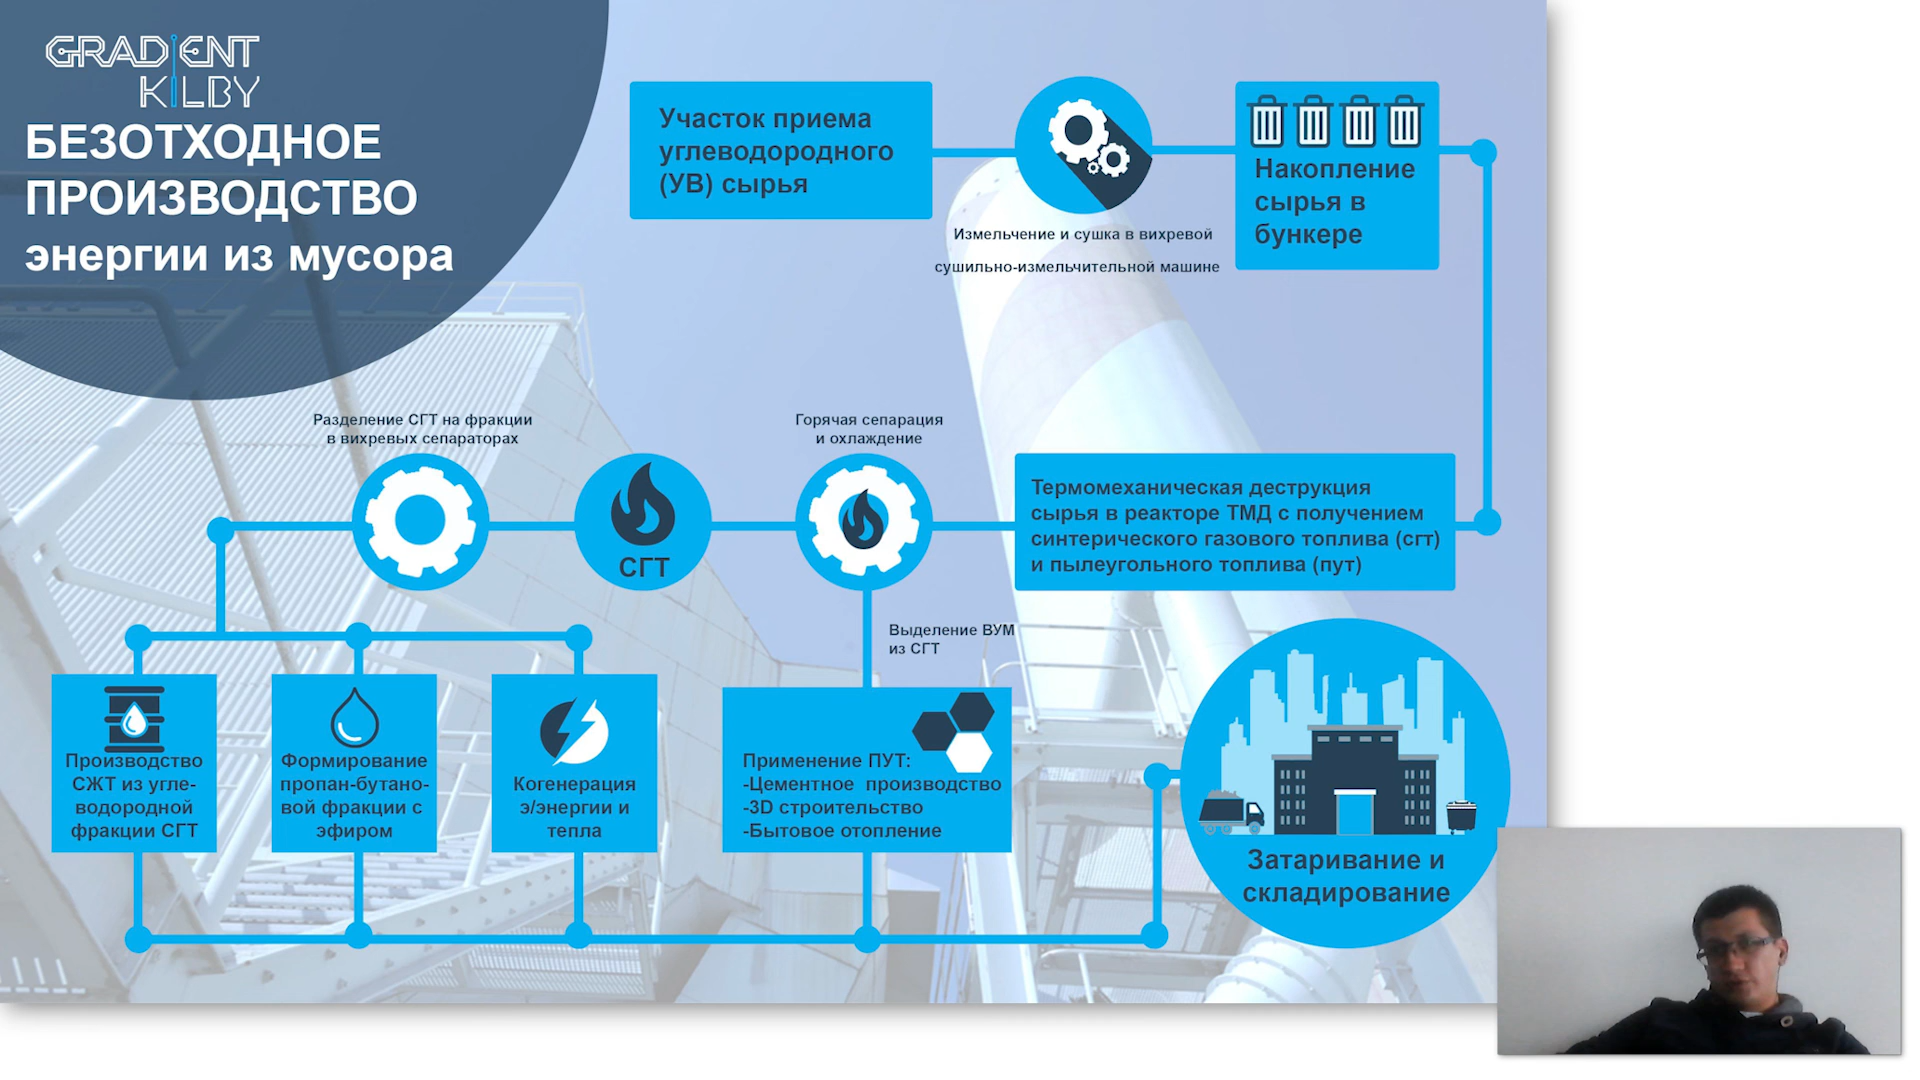 GRADIENT
KILBY
БЕЗОТХОДНОЕ
ПРОИЗВОДСТВО
энергии из мусора
Участок приема
углеводородного
(УВ) сырья
Измельчение и сушка в вихревой
сушильно-измельчительной машине
Накопление
сырья в
бункере
Разделение СГТ на фракции
в вихревых сепараторах
СГТ
Горячая сепарация
и охлаждение
Термомеханическая деструкция
сырья в реакторе ТМД с получением
синтерического газового топлива (сгт)
и пылеугольного топлива (пут)
Выделение ВУМ
из СГТ
Производство
СЖТ из угле-
водородной
фракции СГТ
Формирование
пропан-бутано-
вой фракции с
эфиром
Когенерация
э/энергии и
тепла
Применение ПУТ:
-Цементное производство
-3D строительство
-Бытовое отопление
Затаривание и
складирование